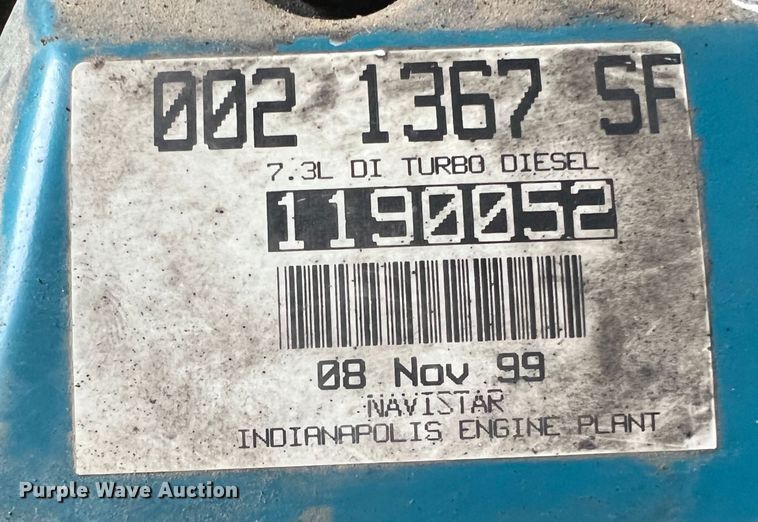 002 1367 SF
7.3L DI TURBO DIESEL
1190052
08 Nov 99
NAVISTAR
INDIANAPOLIS ENGINE PLANT
Purple Wave Auction